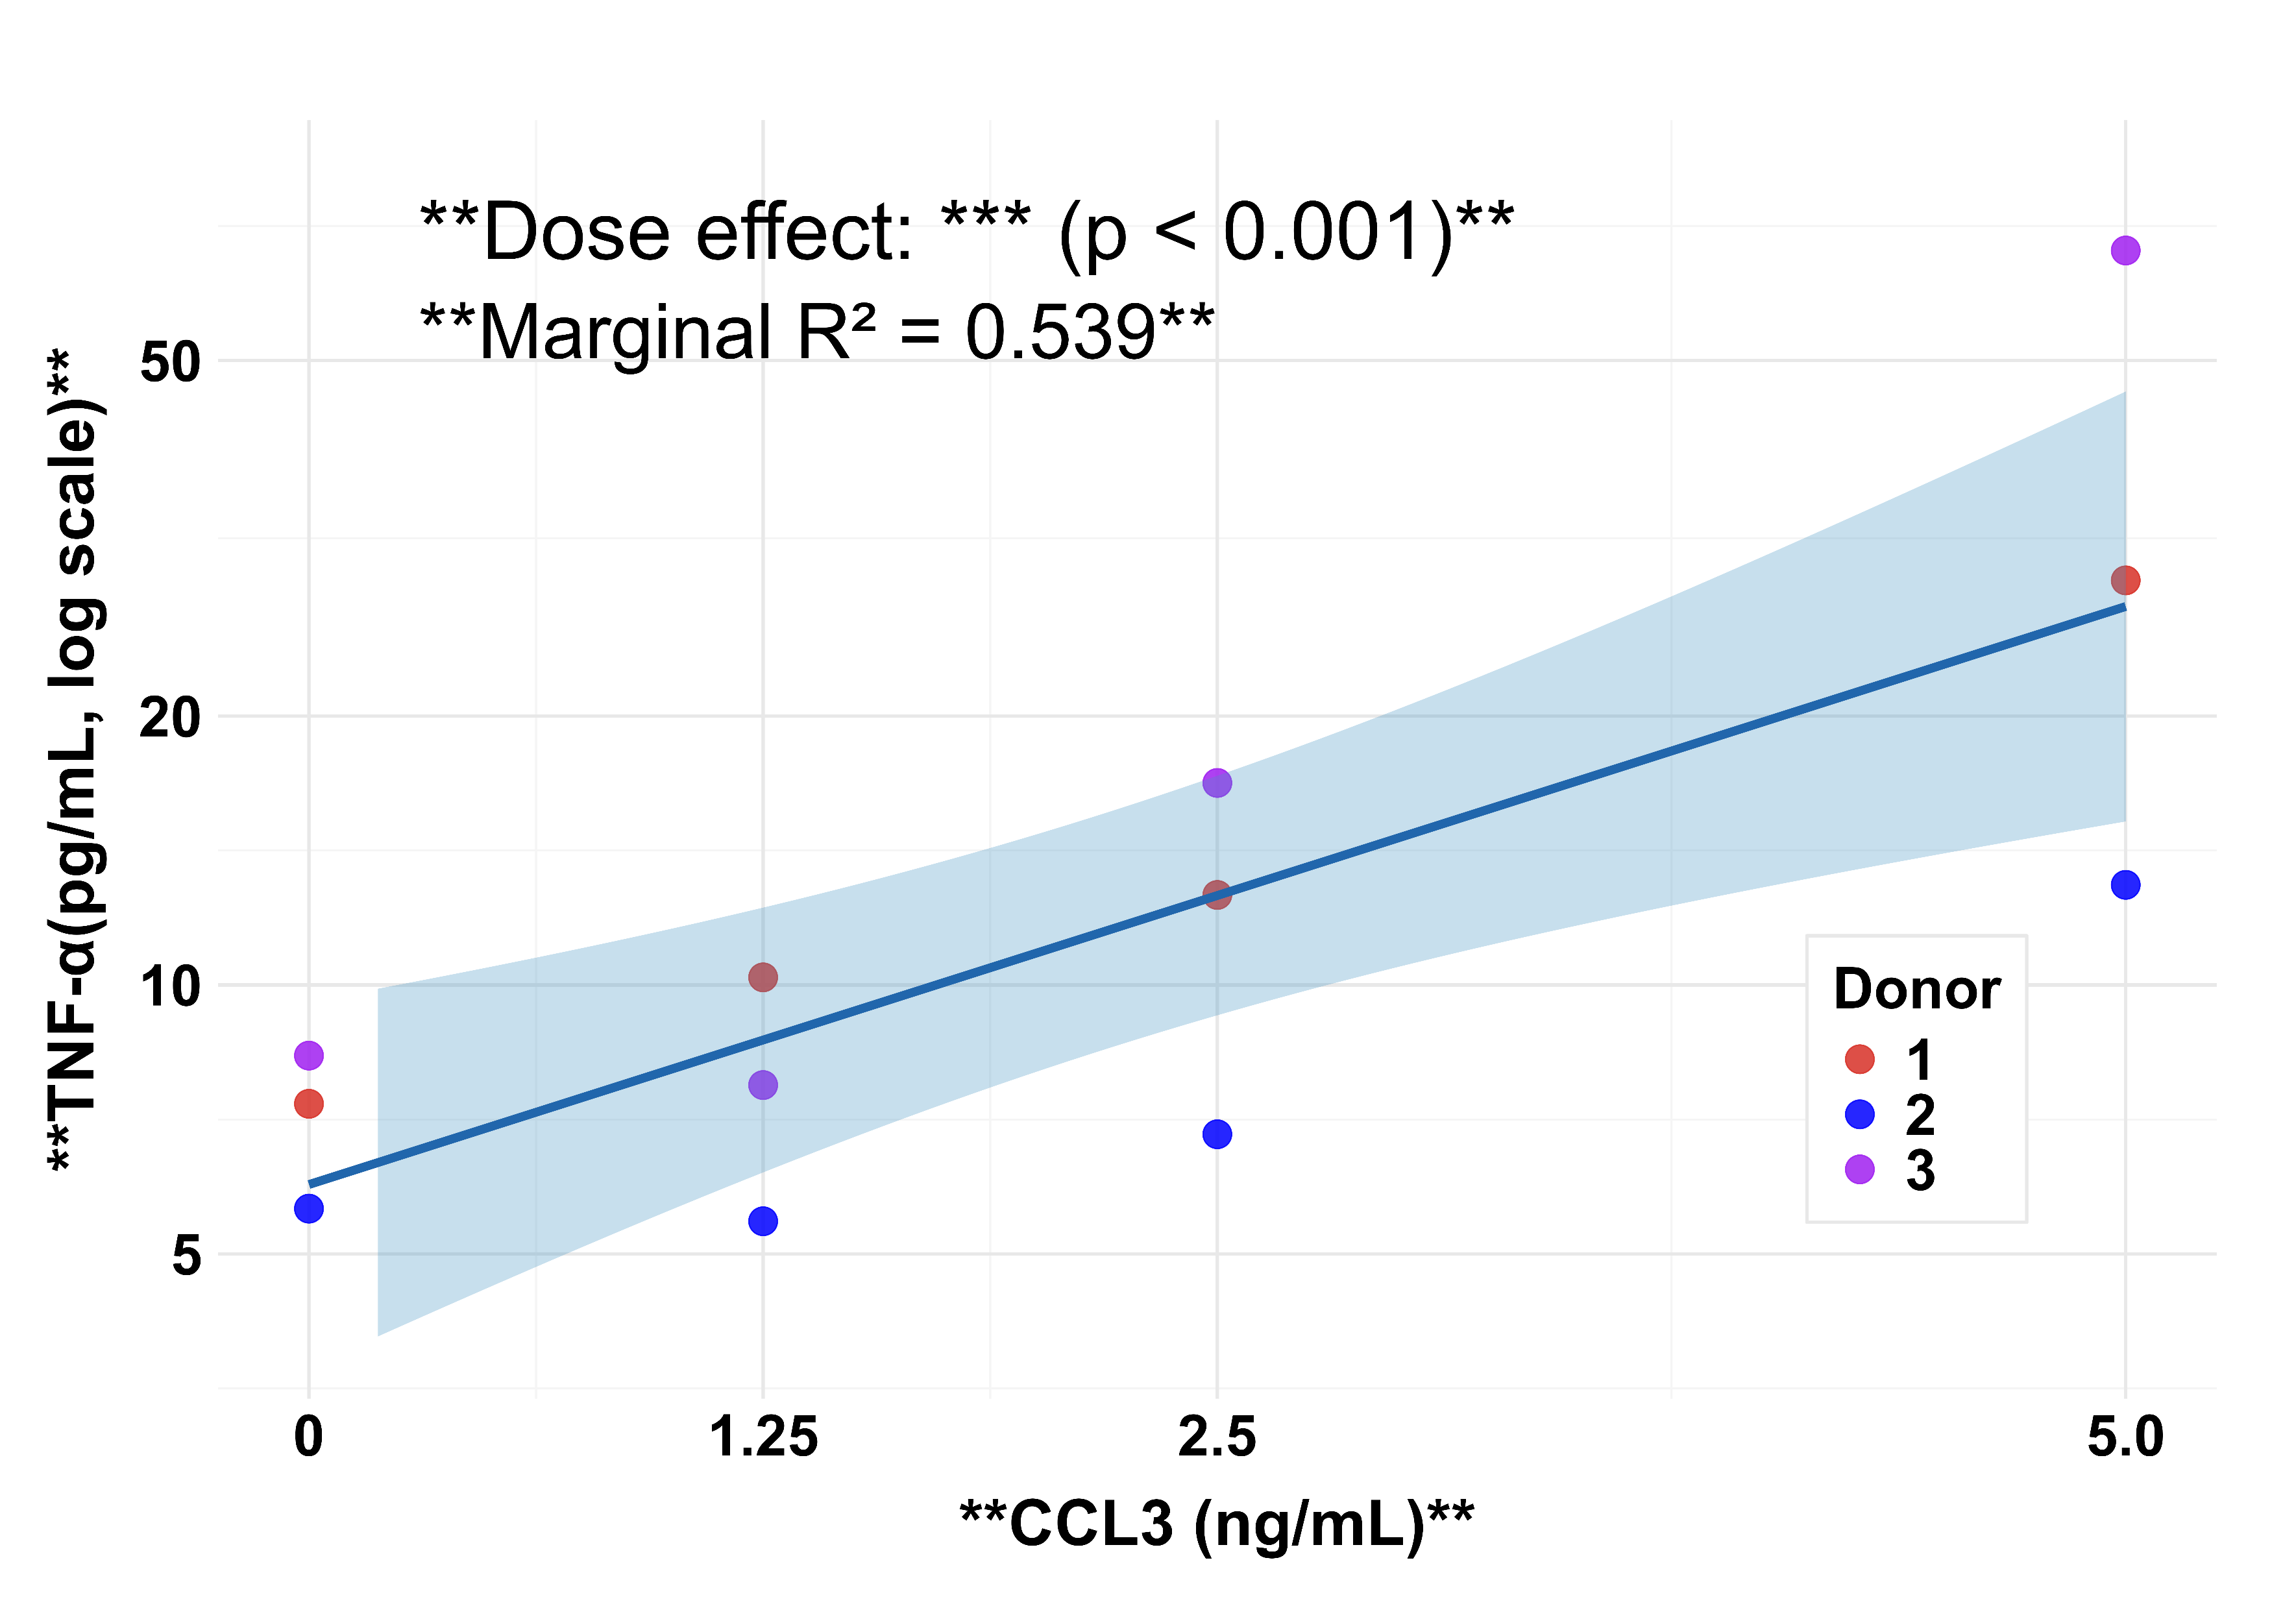 **Dose effect: *** (p < 0.001)**
**Marginal R² = 0.539**
**TNF-α(pg/mL, log scale)**
50
20
10
5
Donor
1
2
3
0 1.25 2.5 5.0
**CCL3 (ng/mL)**